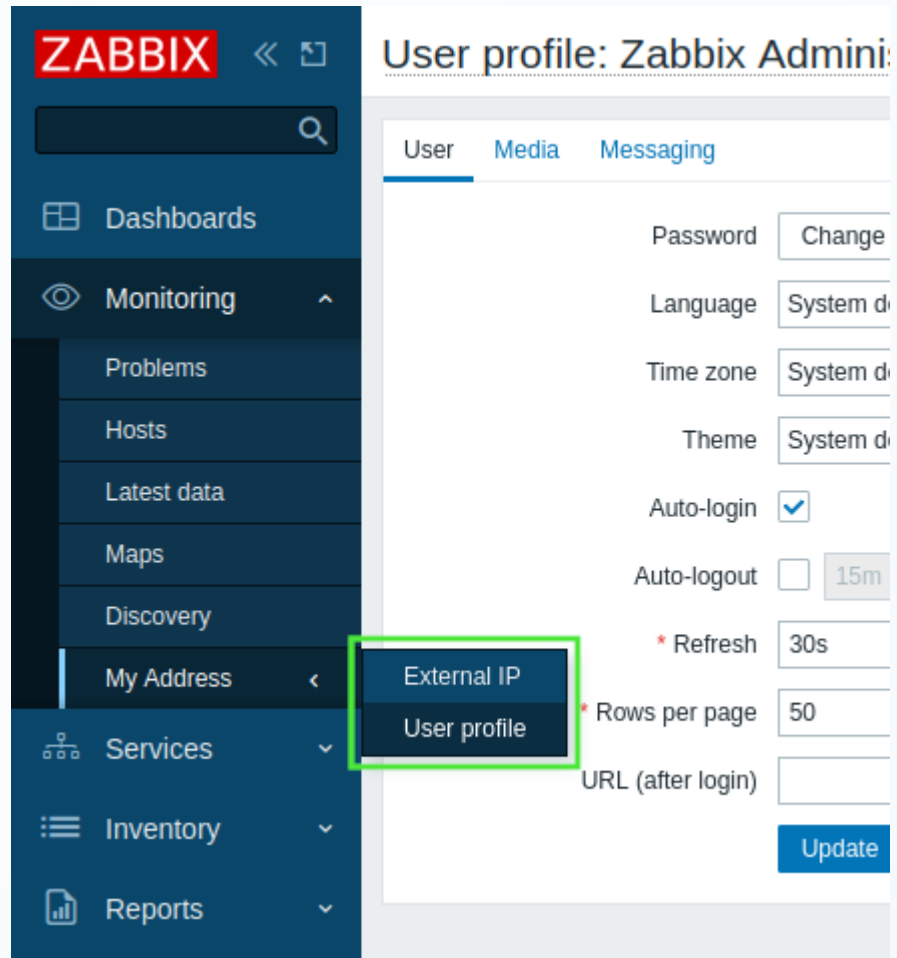 ZABBIX
User profile: Zabbix Adminis
User Media Messaging
Dashboards
Monitoring
Problems
Hosts
Latest data
Maps
Discovery
My Address
External IP
User profile
Services
Inventory
Reports
Password Change
Language System de
Time zone System de
Theme System de
Auto-login
Auto-logout 15m
* Refresh 30s
* Rows per page 50
URL (after login)
Update